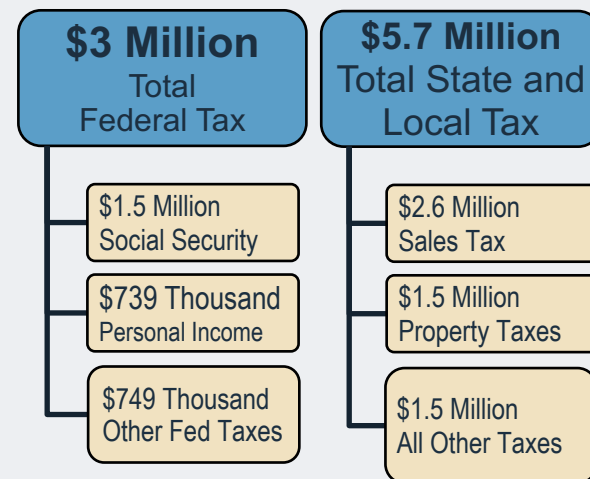 $3 Million
Total
Federal Tax
$1.5 Million
Social Security
$739 Thousand
Personal Income
$749 Thousand
Other Fed Taxes
$5.7 Million
Total State and
Local Tax
$2.6 Million
Sales Tax
$1.5 Million
Property Taxes
$1.5 Million
All Other Taxes